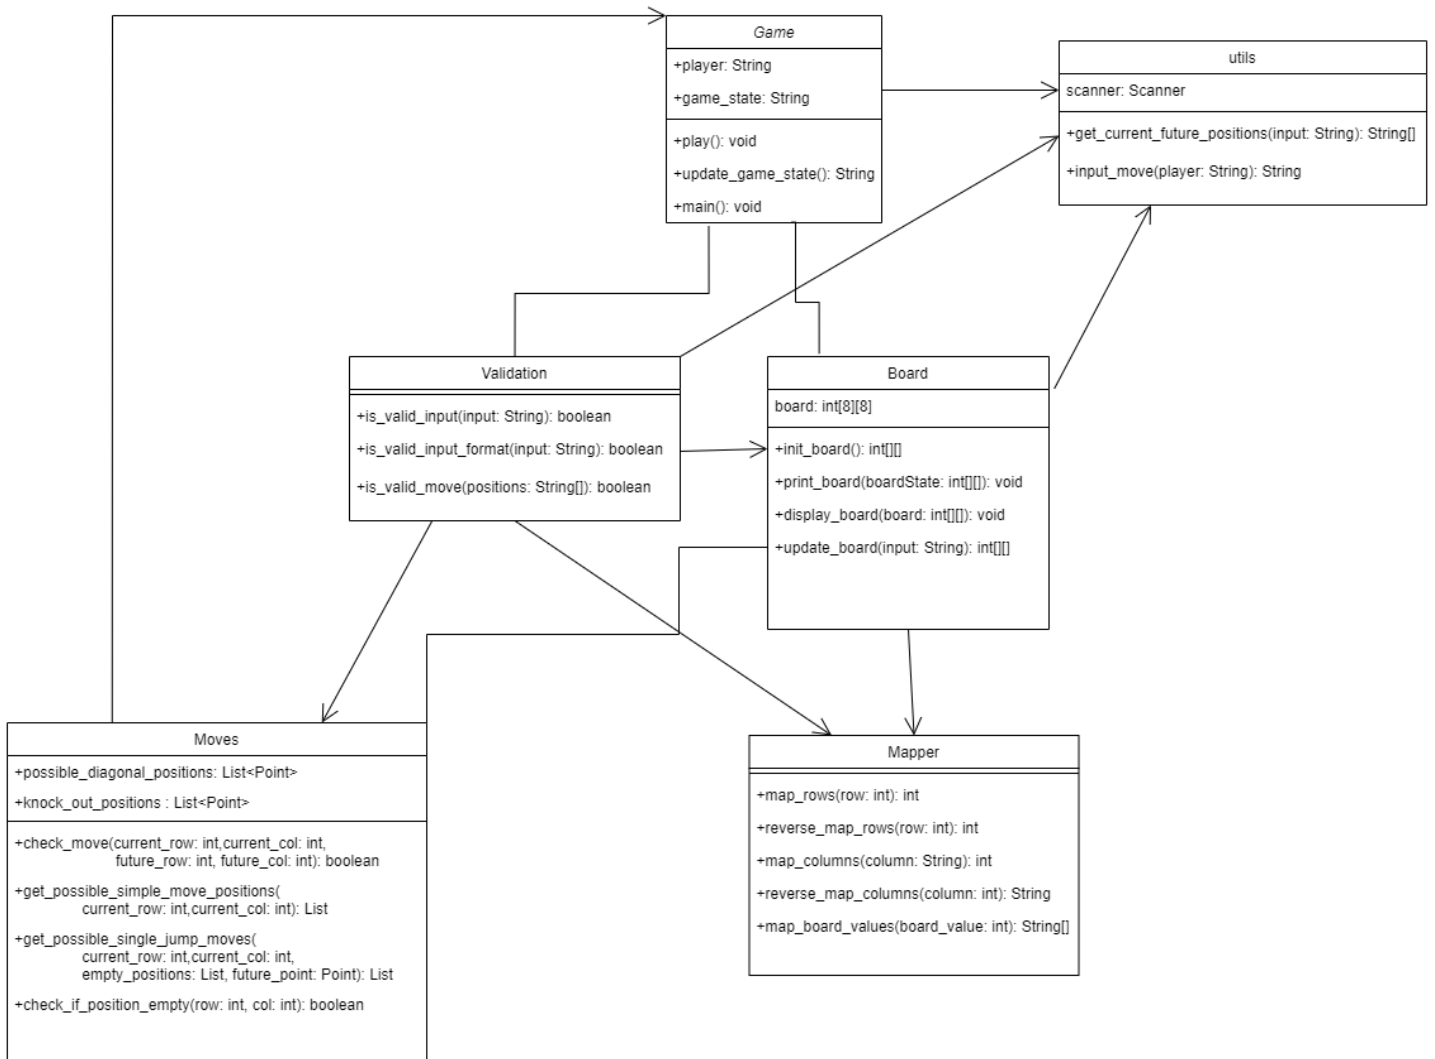 Game
+player: String
+game_state: String
+play(): void
+update_game_state(): String
+main(): void
utils
scanner: Scanner
+get_current_future_positions(input: String): String[]
+input_move(player: String): String
Validation
+is_valid_input(input: String): boolean
+is_valid_input_format(input: String): boolean
+is_valid_move(positions: String[]): boolean
Board
board: int[8][8]
+init_board(): int[][]
+print_board(boardState: int[][]): void
+display_board(board: int[][]): void
+update_board(input: String): int[][]
Moves
+possible_diagonal_positions: List<Point>
+knock_out_positions : List<Point>
+check_move(current_row: int,current_col: int,
future_row: int, future_col: int): boolean
+get_possible_simple_move_positions(
current_row: int,current_col: int): List
+get_possible_single_jump_moves(
current_row: int,current_col: int,
empty_positions: List, future_point: Point): List
+check_if_position_empty(row: int, col: int): boolean
Mapper
+map_rows(row: int): int
+reverse_map_rows(row: int): int
+map_columns(column: String): int
+reverse_map_columns(column: int): String
+map_board_values(board_value: int): String[]